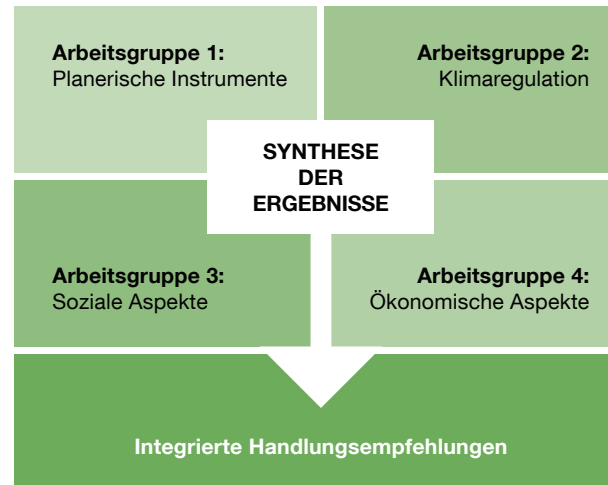 Arbeitsgruppe 1:
Planerische Instrumente
Arbeitsgruppe 2:
Klimaregulation
SYNTHESE
DER
ERGEBNISSE
Arbeitsgruppe 3:
Soziale Aspekte
Arbeitsgruppe 4:
Ökonomische Aspekte
Integrierte Handlungsempfehlungen